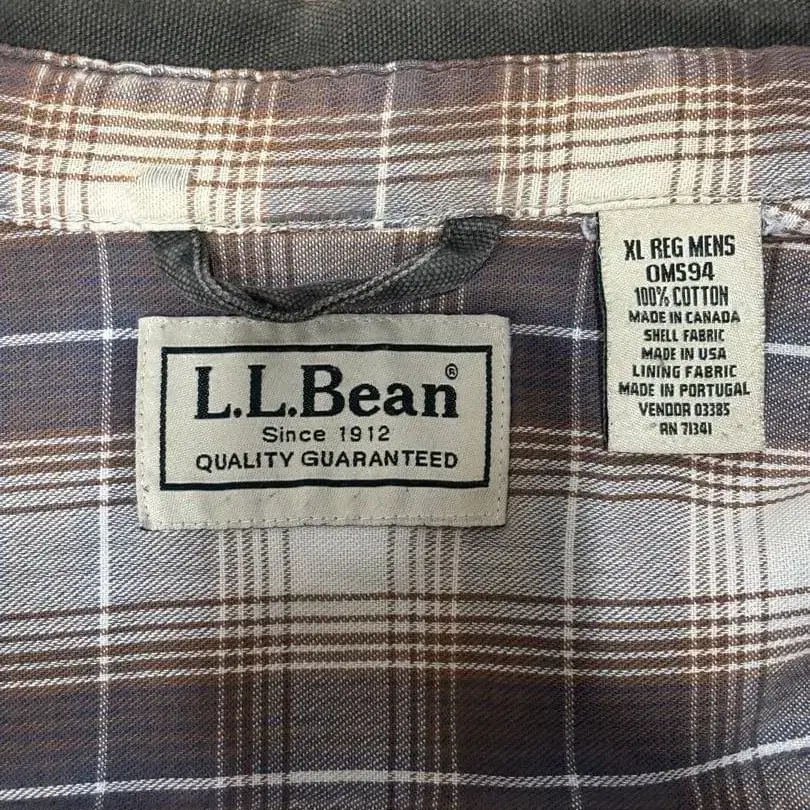 L.L.Bean®
Since 1912
QUALITY GUARANTEED
XL REG MENS
0MS94
100% COTTON
MADE IN CANADA
SHELL FABRIC
MADE IN USA
LINING FABRIC
MADE IN PORTUGAL
VENDOR 03385
RN 71341